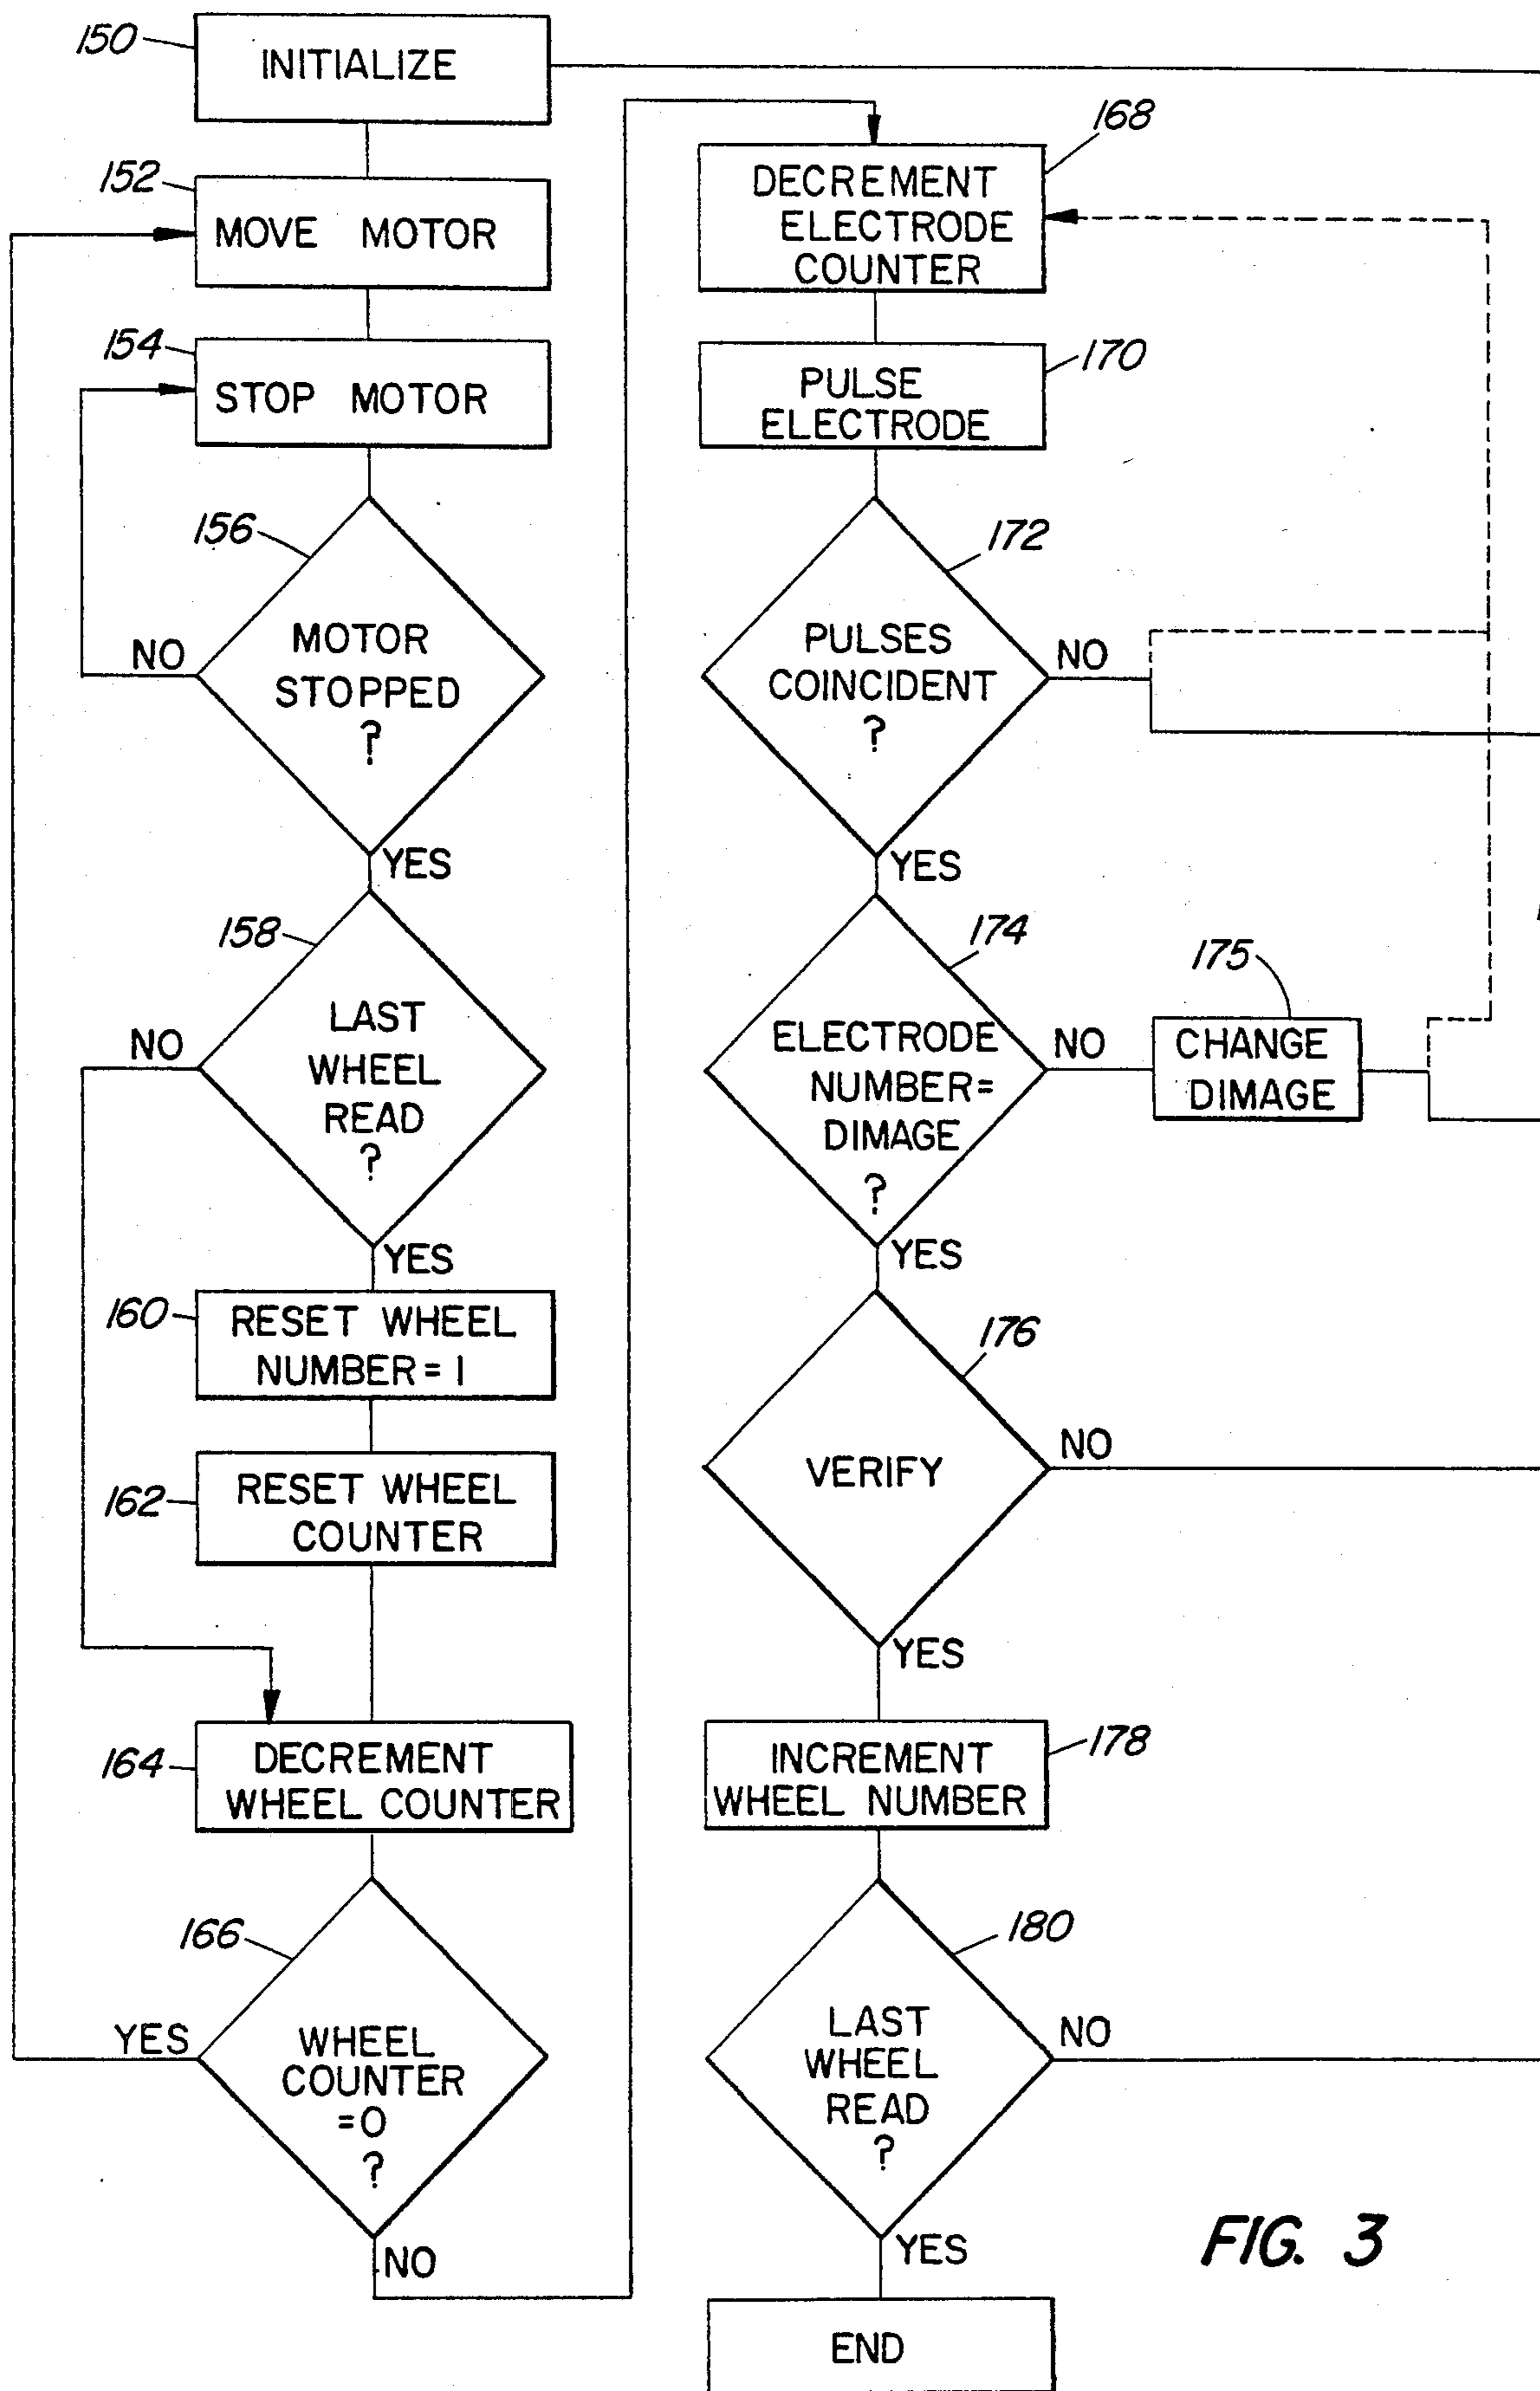 150
INITIALIZE
152
MOVE MOTOR
154
STOP MOTOR
156
MOTOR
STOPPED
?
NO
YES
158
LAST
WHEEL
READ
?
NO
YES
160
RESET WHEEL
NUMBER = 1
162
RESET WHEEL
COUNTER
164
DECREMENT
WHEEL COUNTER
166
WHEEL
COUNTER
=0
?
YES
NO
168
DECREMENT
ELECTRODE
COUNTER
170
PULSE
ELECTRODE
172
PULSES
COINCIDENT
?
NO
YES
174
ELECTRODE
NUMBER=
DIMAGE
?
NO
YES
175
CHANGE
DIMAGE
176
VERIFY
NO
YES
178
INCREMENT
WHEEL NUMBER
180
LAST
WHEEL
READ
?
NO
YES
END
FIG. 3